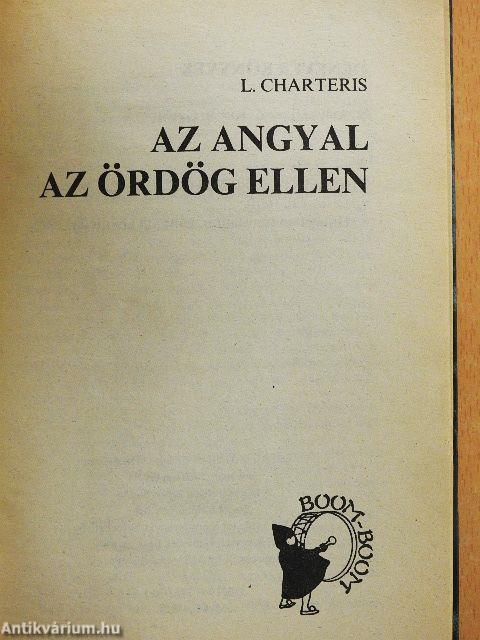 L. CHARTERIS
AZ ANGYAL
AZ ÖRDÖG ELLEN
BOOM-BOOM
Antikvárium.hu